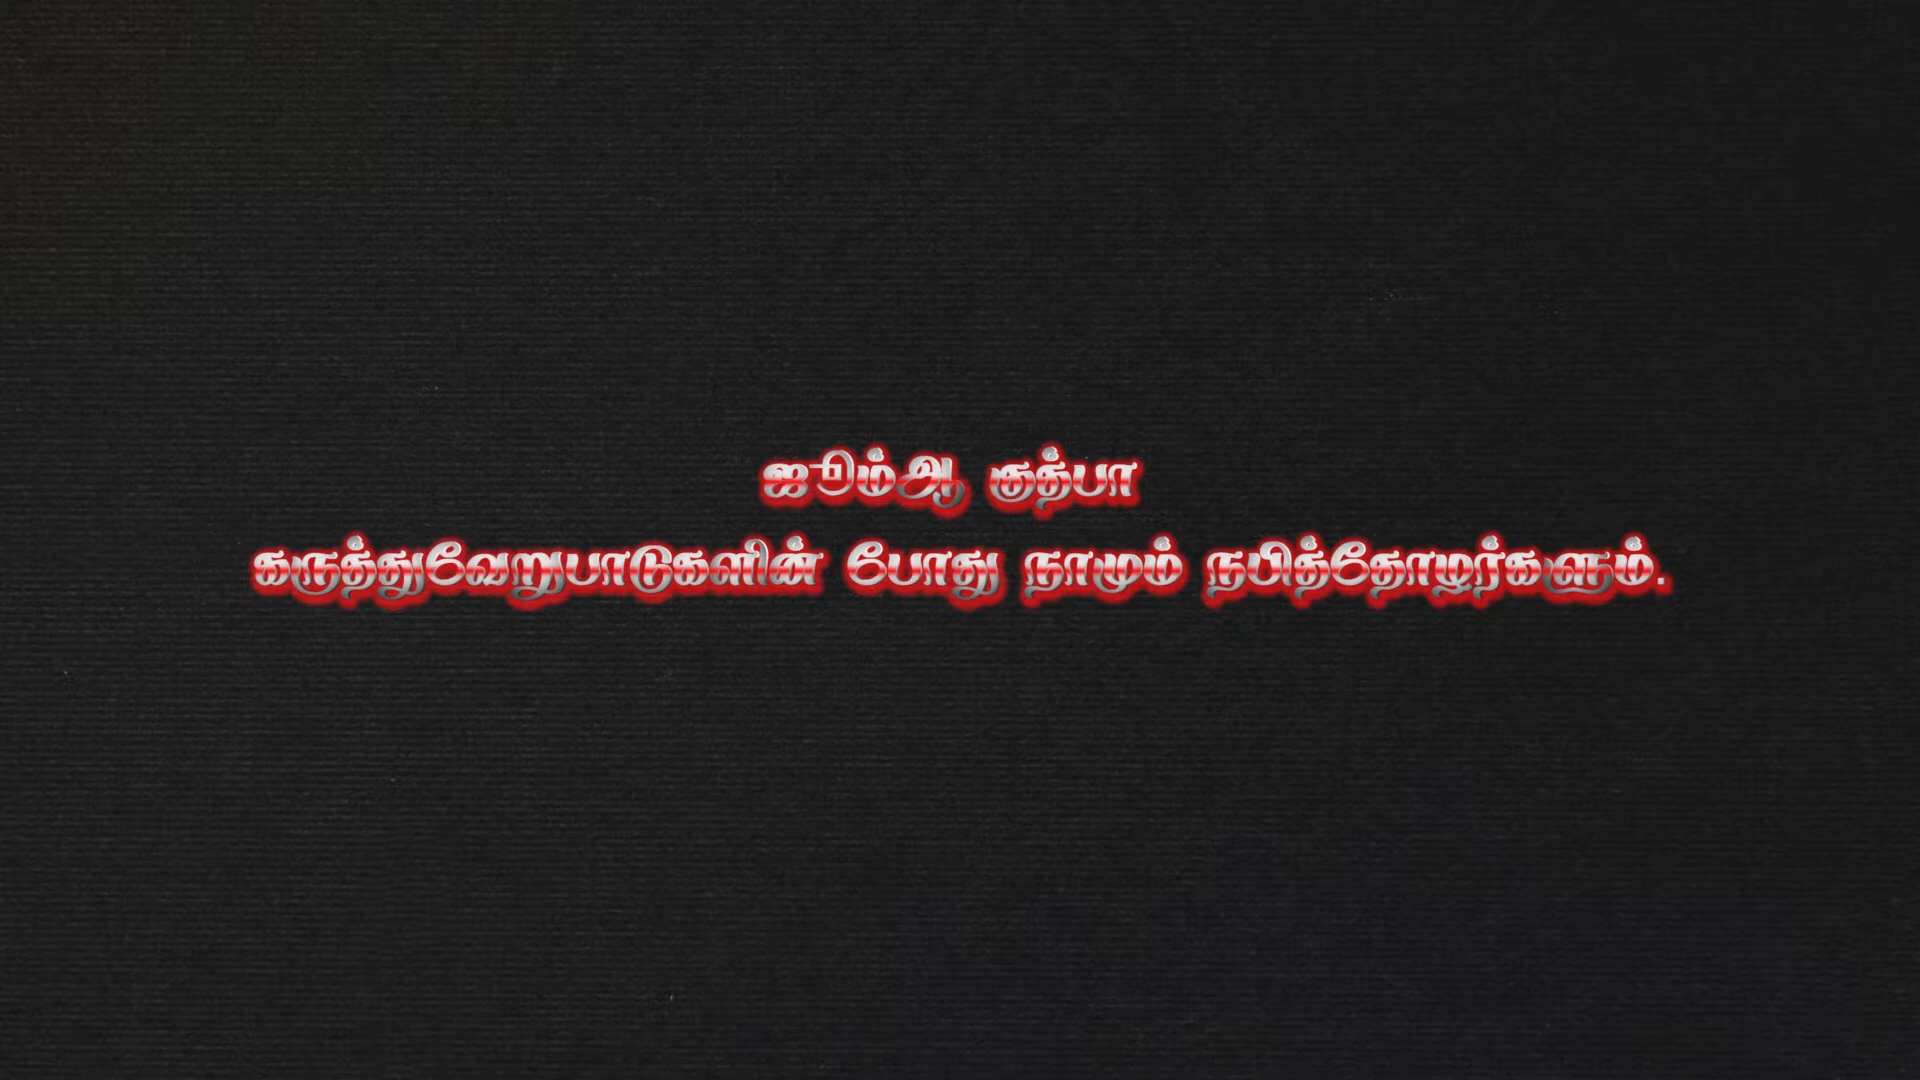 ஜூம்ஆ குத்பா
கருத்துவேறுபாடுகளின் போது நாமும் நபித்தோழர்களும்.